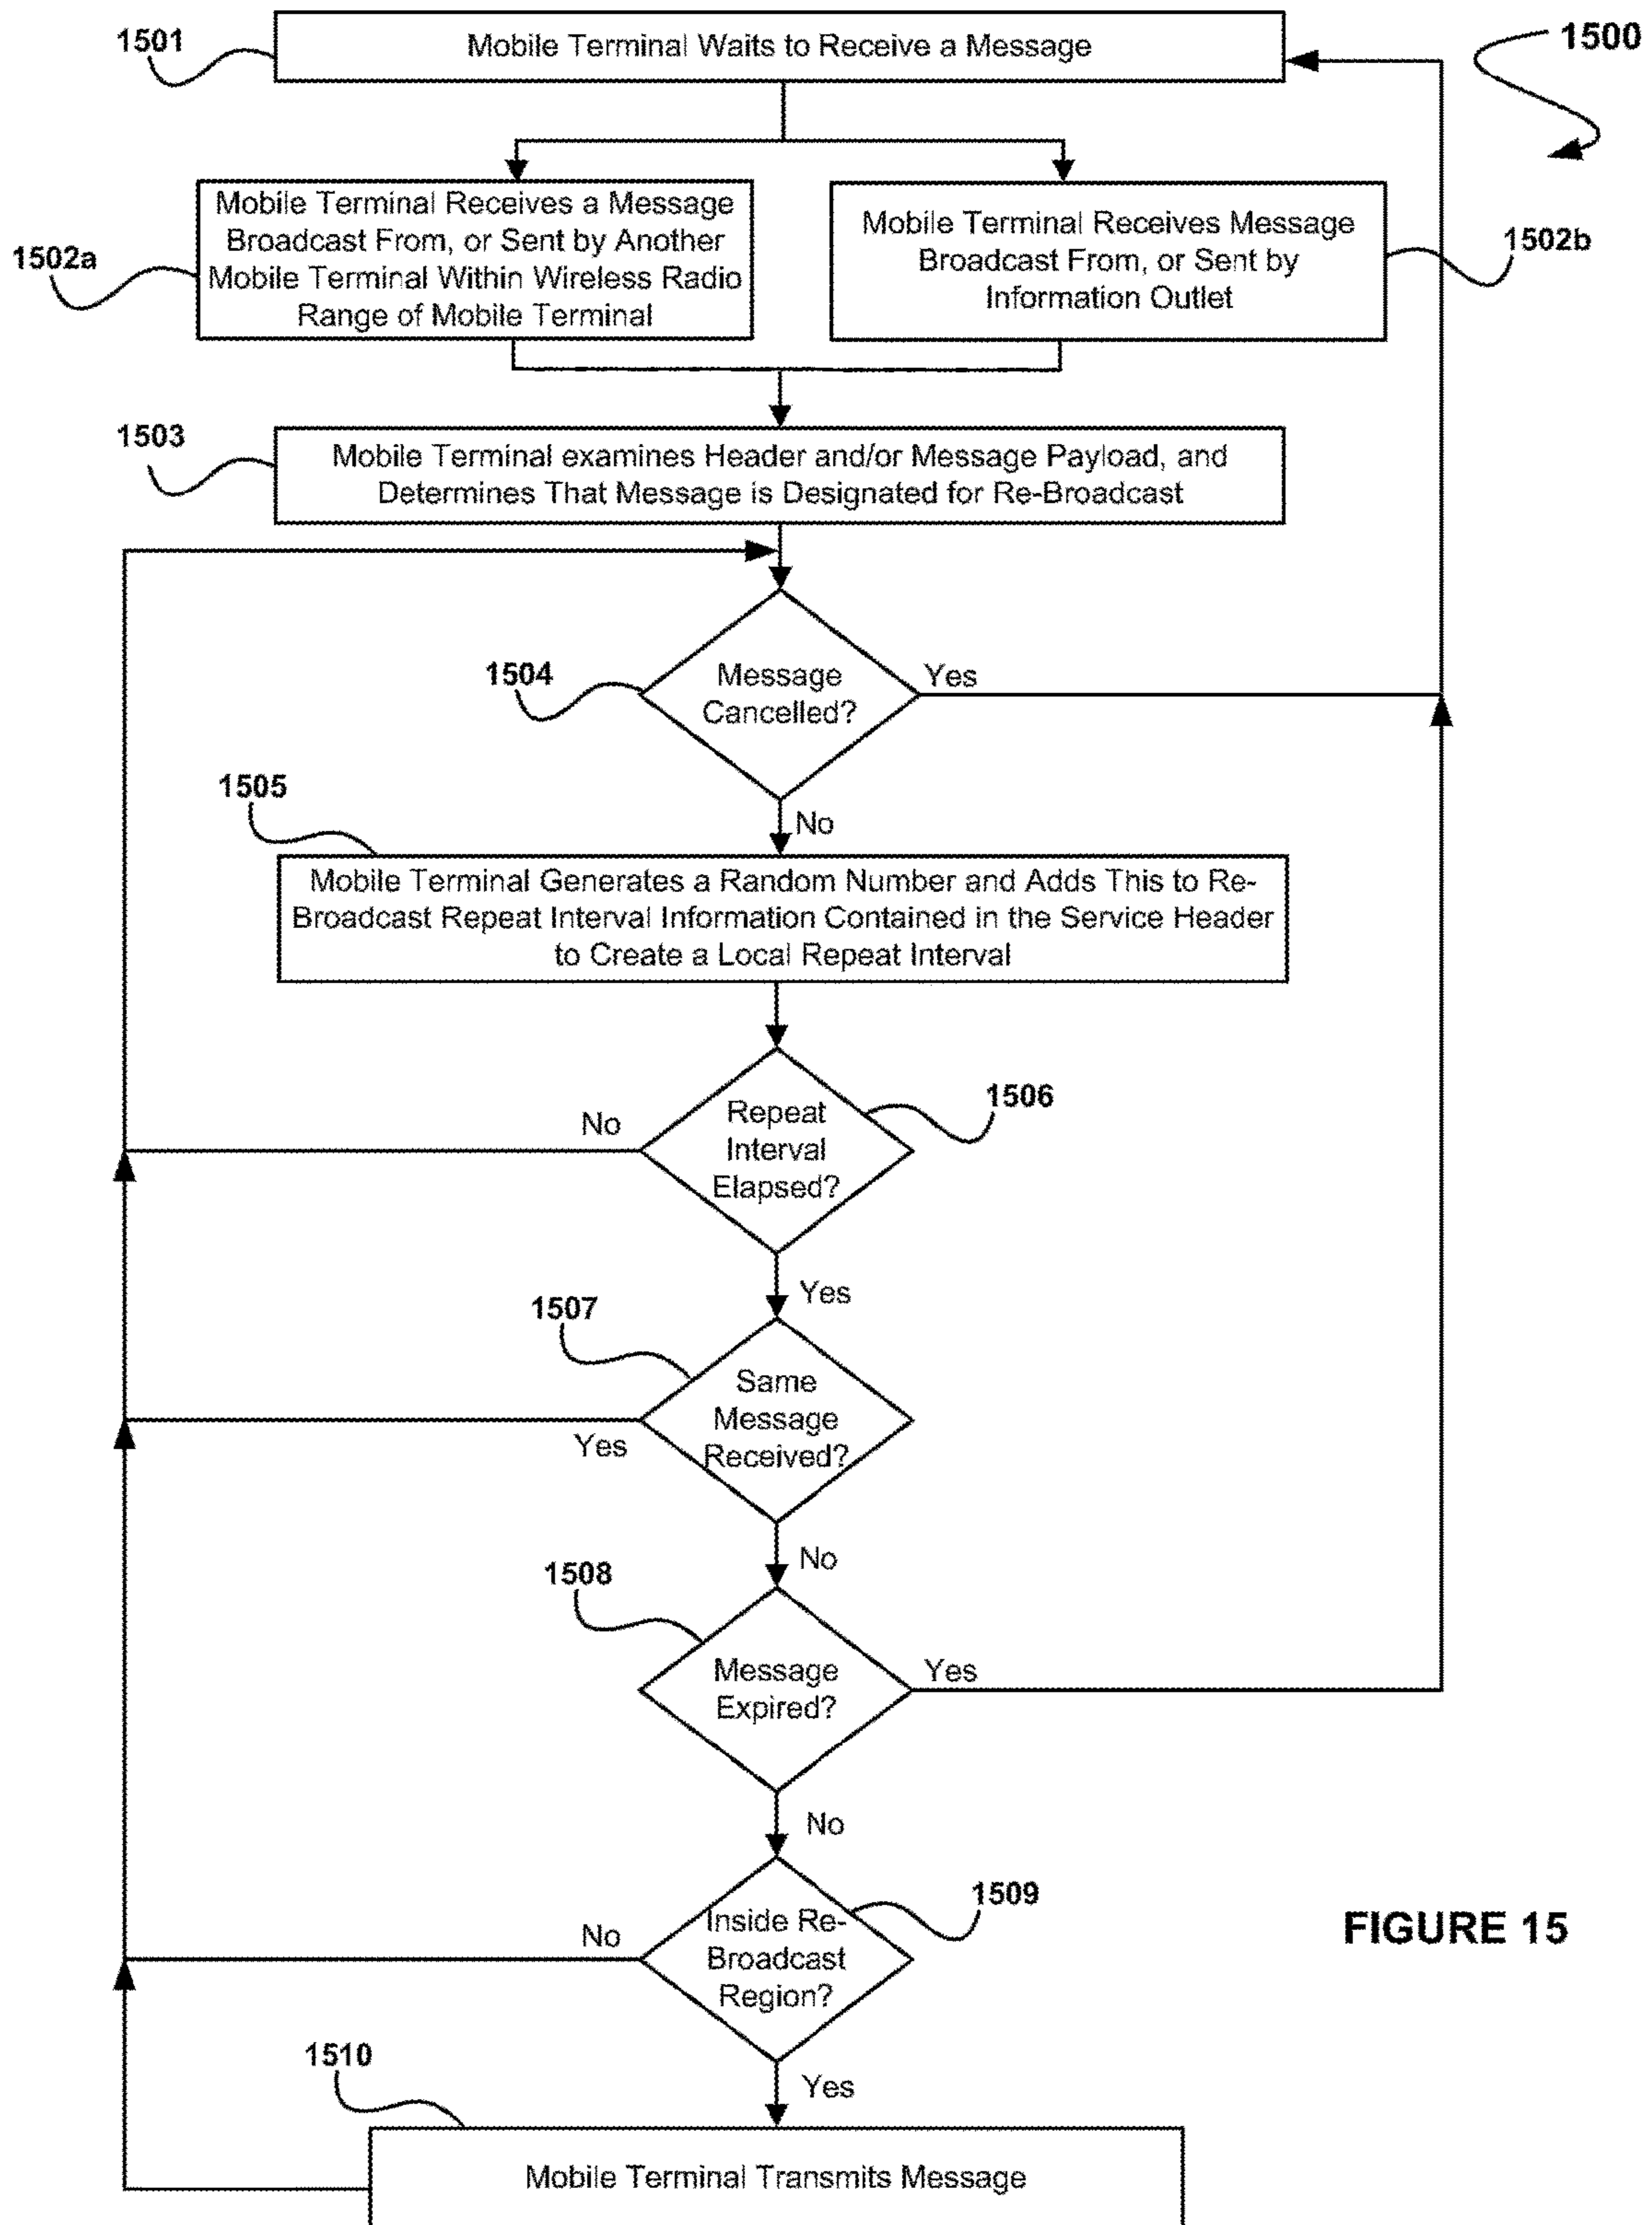 1500
1501
Mobile Terminal Waits to Receive a Message
1502a
Mobile Terminal Receives a Message
Broadcast From, or Sent by Another
Mobile Terminal Within Wireless Radio
Range of Mobile Terminal
Mobile Terminal Receives Message
Broadcast From, or Sent by
Information Outlet
1502b
1503
Mobile Terminal examines Header and/or Message Payload, and
Determines That Message is Designated for Re-Broadcast
1504
Message
Cancelled?
Yes
No
1505
Mobile Terminal Generates a Random Number and Adds This to Re-
Broadcast Repeat Interval Information Contained in the Service Header
to Create a Local Repeat Interval
1506
Repeat
Interval
Elapsed?
No
Yes
1507
Same
Message
Received?
Yes
No
1508
Message
Expired?
Yes
No
1509
Inside Re-
Broadcast
Region?
No
Yes
1510
Mobile Terminal Transmits Message
FIGURE 15